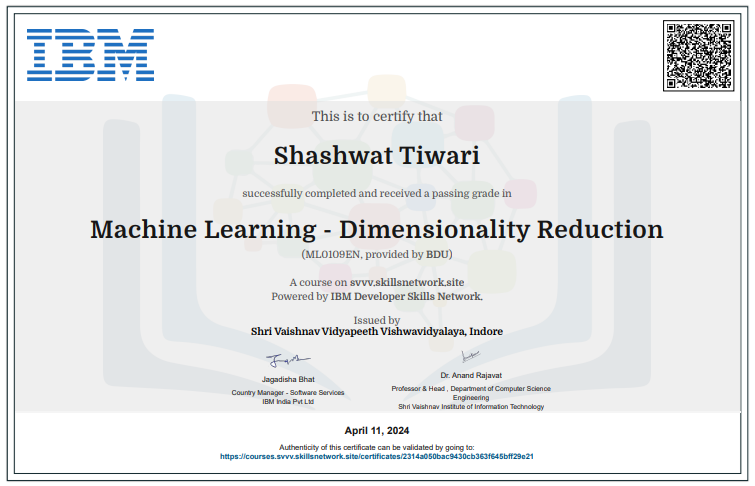 IBM
This is to certify that
Shashwat Tiwari
successfully completed and received a passing grade in
Machine Learning - Dimensionality Reduction
(ML0109EN, provided by BDU)
A course on svvv.skillsnetwork.site
Powered by IBM Developer Skills Network.
Issued by
Shri Vaishnav Vidyapeeth Vishwavidyalaya, Indore
Jagadisha Bhat
Country Manager - Software Services
IBM India Pvt Ltd
Dr. Anand Rajavat
Professor & Head , Department of Computer Science
Engineering
Shri Vaishnav Institute of Information Technology
April 11, 2024
Authenticity of this certificate can be validated by going to:
https://courses.svvv.skillsnetwork.site/certificates/2314a050bac9430cb363f645bff29e21